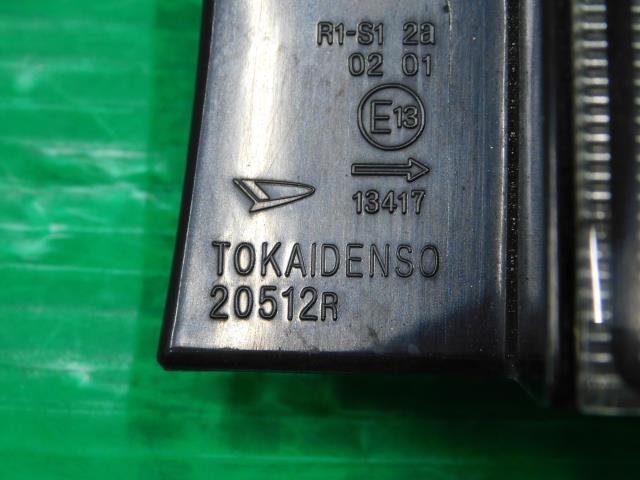 R1-S1 2a
02 01
E13
13417
TOKAIDENSO
20512R